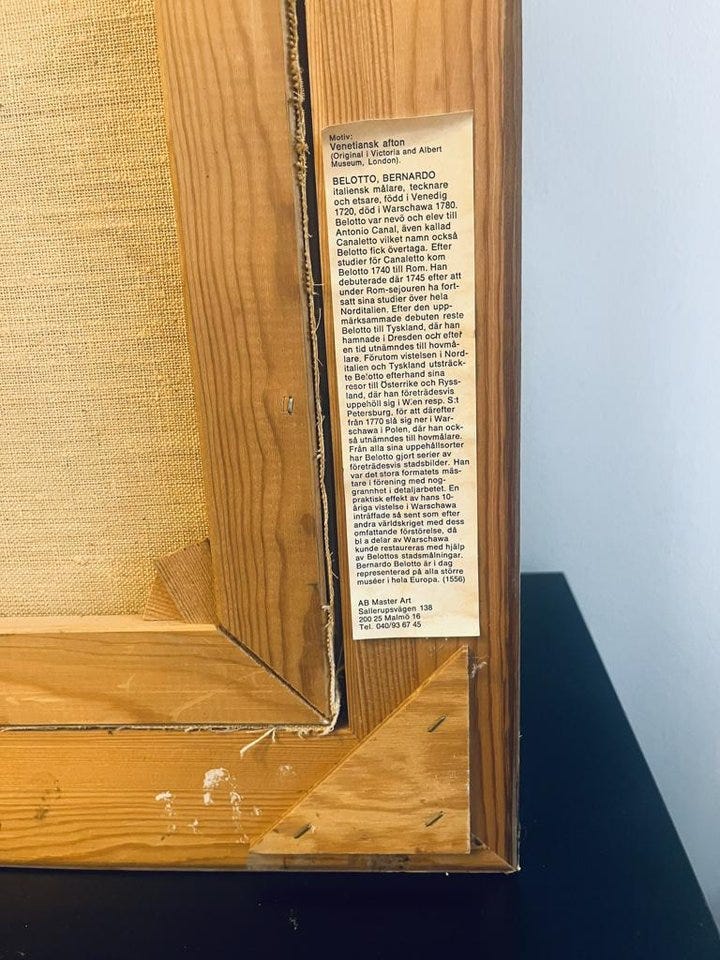 Motiv:
Venetiansk afton
(Original i Victoria and Albert
Museum, London).
BELOTTO, BERNARDO
italiensk målare, tecknare
och etsare, född i Venedig
1720, död i Warschawa 1780.
Belotto var nevö och elev till
Antonio Canal, även kallad
Canaletto vilket namn också
Belotto fick övertaga. Efter
studier för Canaletto kom
Belotto 1740 till Rom. Han
debuterade där 1745 efter att
under Rom-sejouren ha fort-
satt sina studier över hela
Norditalien. Efter den upp-
märksammade debuten reste
Belotto till Tyskland, där han
hamnade i Dresden och efter
en tid utnämndes till hovmå-
lare. Förutom vistelsen i Nord-
italien och Tyskland utsträck-
te Belotto efterhand sina
resor till Österrike och Ryss-
land, där han företrädesvis
uppehöll sig i Wien resp. S:t
Petersburg, för att därefter
från 1770 slå sig ner i War-
schawa i Polen, där han ock-
så utnämndes till hovmålare.
Från alla sina uppehållsorter
har Belotto gjort serier av
företrädesvis stadsbilder. Han
var det stora formatets mäs-
tare i förening med nog-
grannhet i detaljarbetet. En
praktisk effekt av hans 10-
åriga vistelse i Warschawa
inträffade så sent som efter
andra världskriget med dess
omfattande förstörelse, då
bl a delar av Warschawa
kunde restaureras med hjälp
av Belottos stadsmålningar.
Bernardo Belotto är i dag
representerad på alla större
muséer i hela Europa. (1556)
AB Master Art
Sallerupsvägen 138
200 25 Malmö 16
Tel. 040/93 67 45